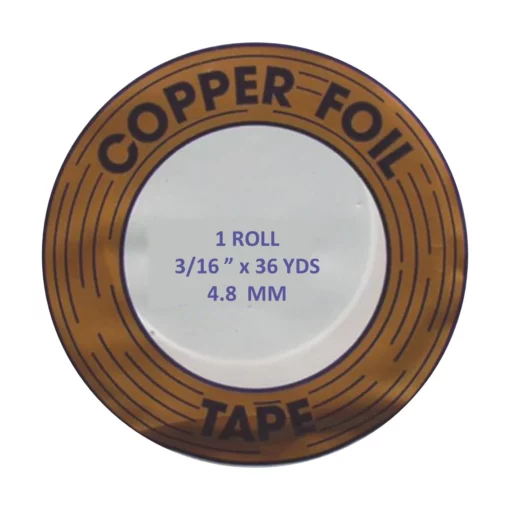 COPPER FOIL
1 ROLL
3/16 ” x 36 YDS
4.8 MM
TAPE